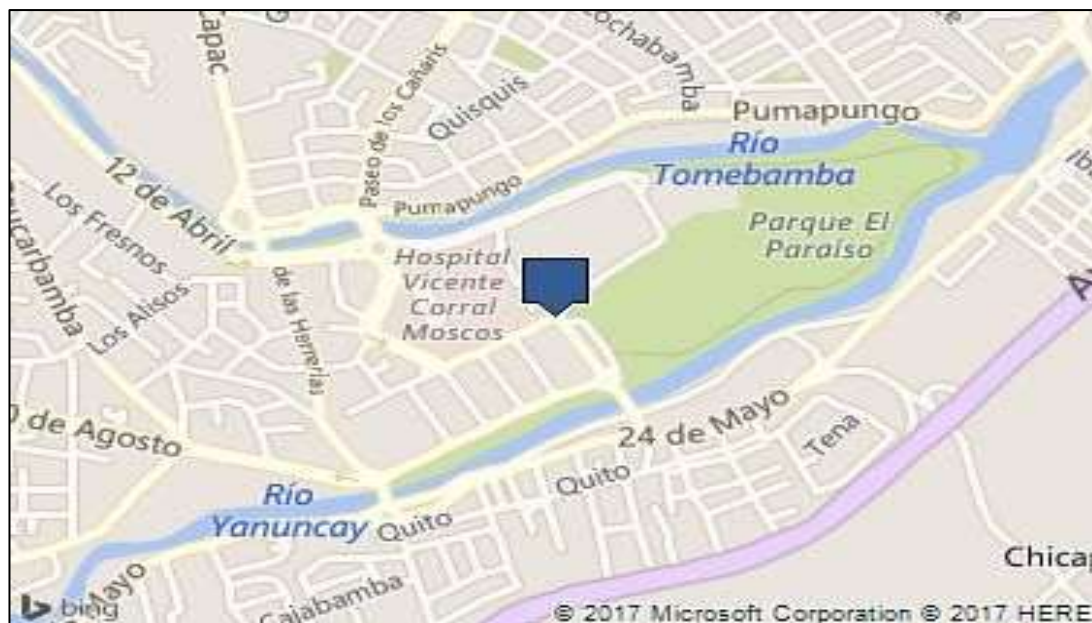 Capac
Paseo de los Cañaris
Quisquis
Cochabamba
Pumapungo
Río
Tomebamba
12 de Abril
Los Fresnos
Los Alisos
Pumapungo
Parque El
Paraíso
Hospital
Vicente
Corral
Moscos
de las Herrerías
24 de Mayo
Tena
Quito
Río
Yanuncay
Quito
Cajabamba
Mayo
0 de Agosto
Chicap
bing
© 2017 Microsoft Corporation © 2017 HERE